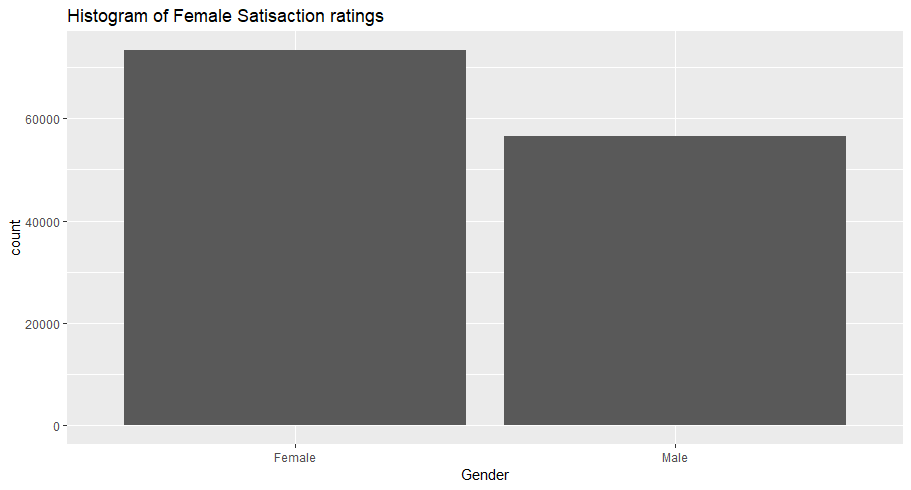 Histogram of Female Satisaction ratings
60000
40000
20000
0
count
Female
Male
Gender